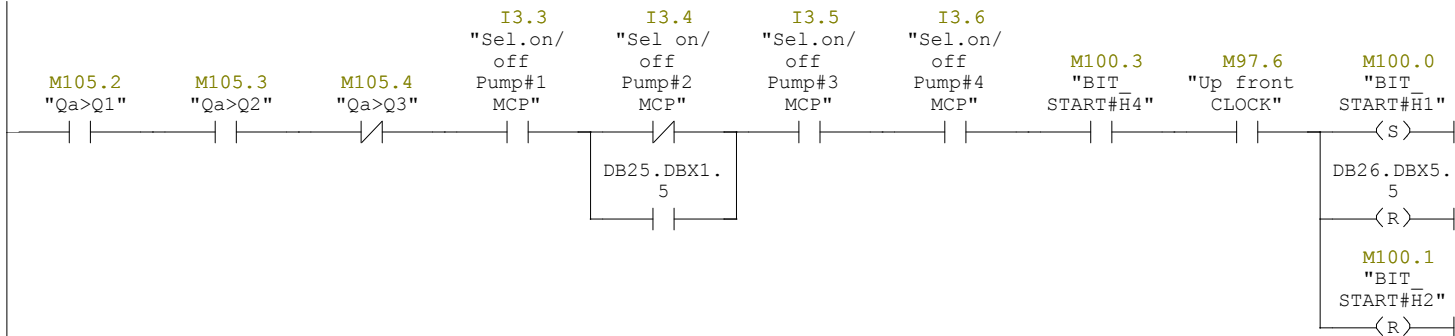 M105.2
"Qa>Q1"
M105.3
"Qa>Q2"
M105.4
"Qa>Q3"
I3.3
"Sel.on/
off
Pump#1
MCP"
I3.4
"Sel on/
off
Pump#2
MCP"
DB25.DBX1.
5
I3.5
"Sel.on/
off
Pump#3
MCP"
I3.6
"Sel.on/
off
Pump#4
MCP"
M100.3
"BIT_
START#H4"
M97.6
"Up front
CLOCK"
M100.0
"BIT_
START#H1"
S
DB26.DBX5.
5
R
M100.1
"BIT_
START#H2"
R